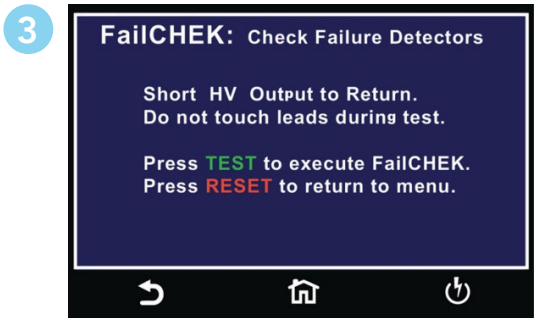 3
FailCHEK: Check Failure Detectors
Short HV Output to Return.
Do not touch leads during test.
Press TEST to execute FailCHEK.
Press RESET to return to menu.